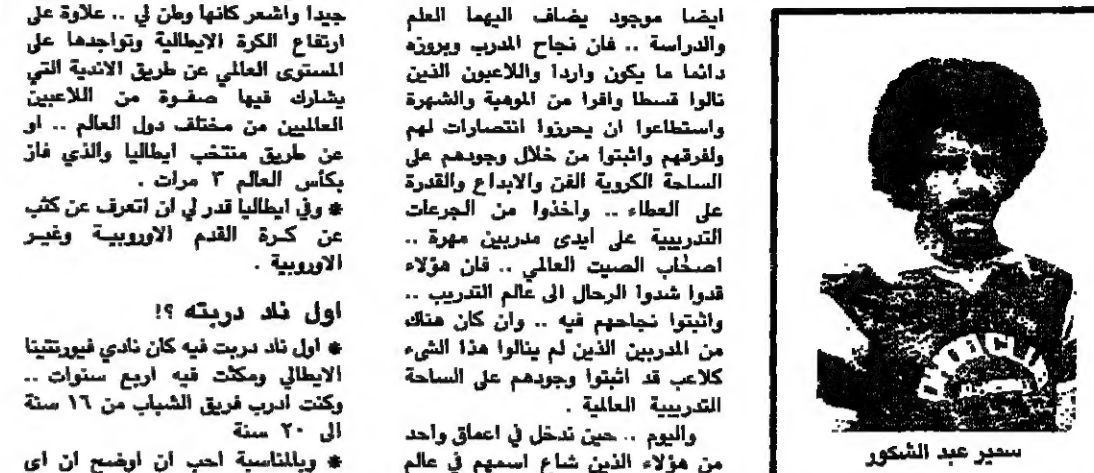 سمير عبد الشكور
ايضا موجود يضاف اليهما العلم
والدراسة .. فان نجاح المدرب وبروزه
دائما ما يكون واردا واللاعبون الذين
نالوا قسطا وافرا من الموهبة والشهرة
واستطاعوا ان يحرزوا انتصارات لهم
ولفرقهم واثبتوا من خلال وجودهم على
الساحة الكروية الفن والابداع والقدرة
على العطاء .. واخذوا من الجرعات
التدريبية على ايدى مدربين مهرة ..
اصحاب الصيت العالمي .. فان هؤلاء
قدوا شدوا الرحال الى عالم التدريب ..
واثبتوا نجاحهم فيه .. وان كان هناك
من المدربين الذين لم ينالوا هذا الشيء
كلاعب قد اثبتوا وجودهم على الساحة
التدريبية العالمية .
واليوم .. حين ندخل في اعماق واحد
من هؤلاء الذين شاع اسمهم في عالم
جيدا واشعر كانها وطن لي .. علاوة على
ارتفاع الكرة الايطالية وتواجدها على
المستوى العالمي عن طريق الاندية التي
يشارك فيها صفوة من اللاعبين
العالميين من مختلف دول العالم .. او
عن طريق منتخب ايطاليا والذي فاز
بكأس العالم ٣ مرات .
* وفي ايطاليا قدر لي ان اتعرف عن كثب
عن كرة القدم الاوروبية وغير
الاوروبية .
اول ناد دربته ؟!
* اول ناد دربت فيه كان نادي فيورنتينا
الايطالي ومكثت فيه اربع سنوات ..
وكنت ادرب فريق الشباب من ١٦ سنة
الى ٢٠ سنة
* وبالمناسبة احب ان اوضح ان اى